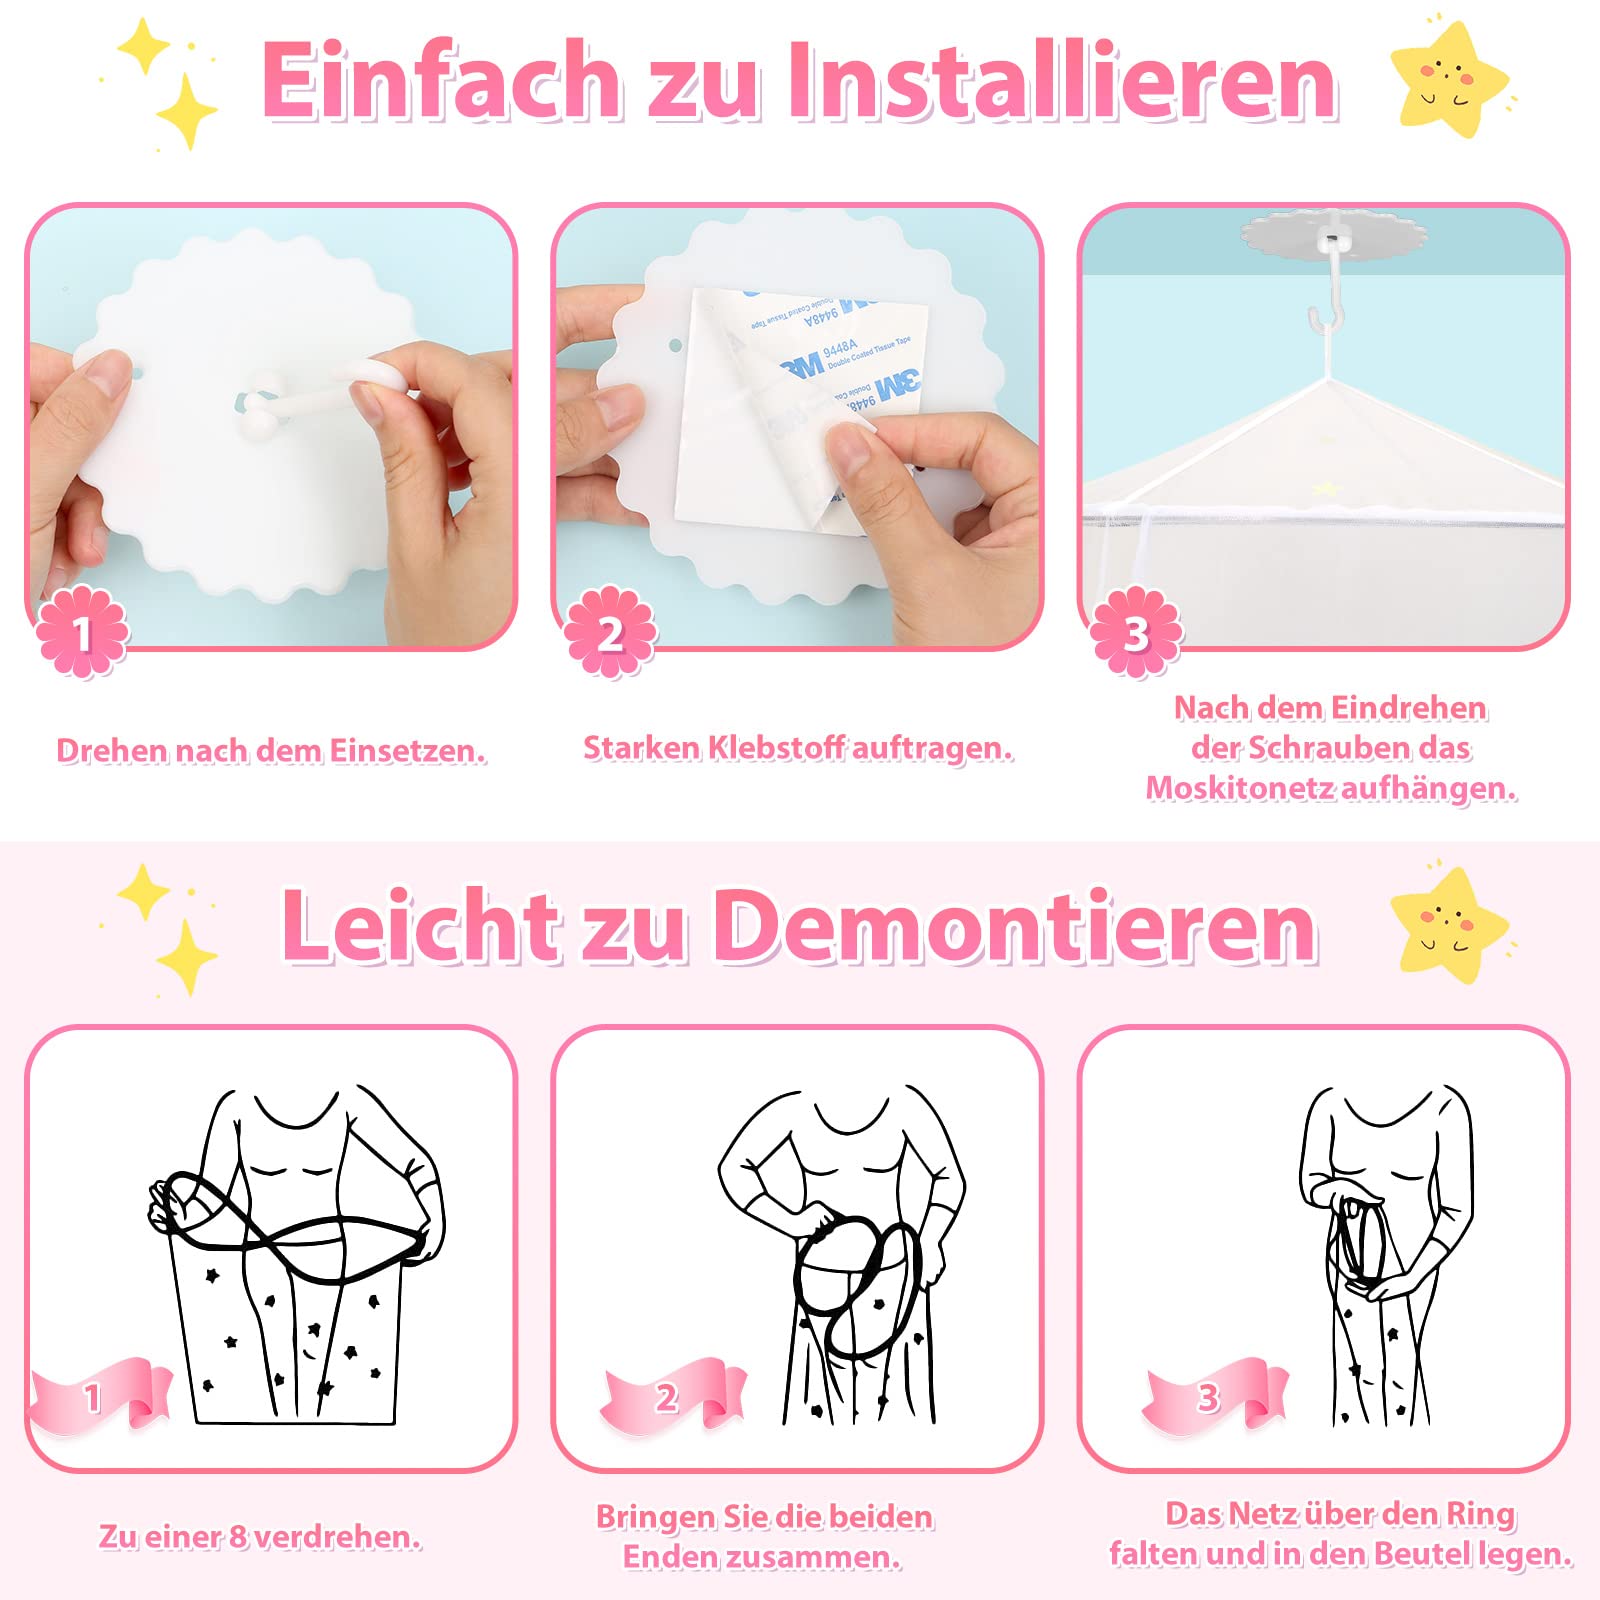 Einfach zu Installieren
Double Coated Tissue Tape
9448A
3M
3M 9448A
Double Coated Tissue Tape
3M
Double Coa
9448A
1
2
3
Drehen nach dem Einsetzen.
Starken Klebstoff auftragen.
Nach dem Eindrehen
der Schrauben das
Moskitonetz aufhängen.
Leicht zu Demontieren
1
2
3
Zu einer 8 verdrehen.
Bringen Sie die beiden
Enden zusammen.
Das Netz über den Ring
falten und in den Beutel legen.